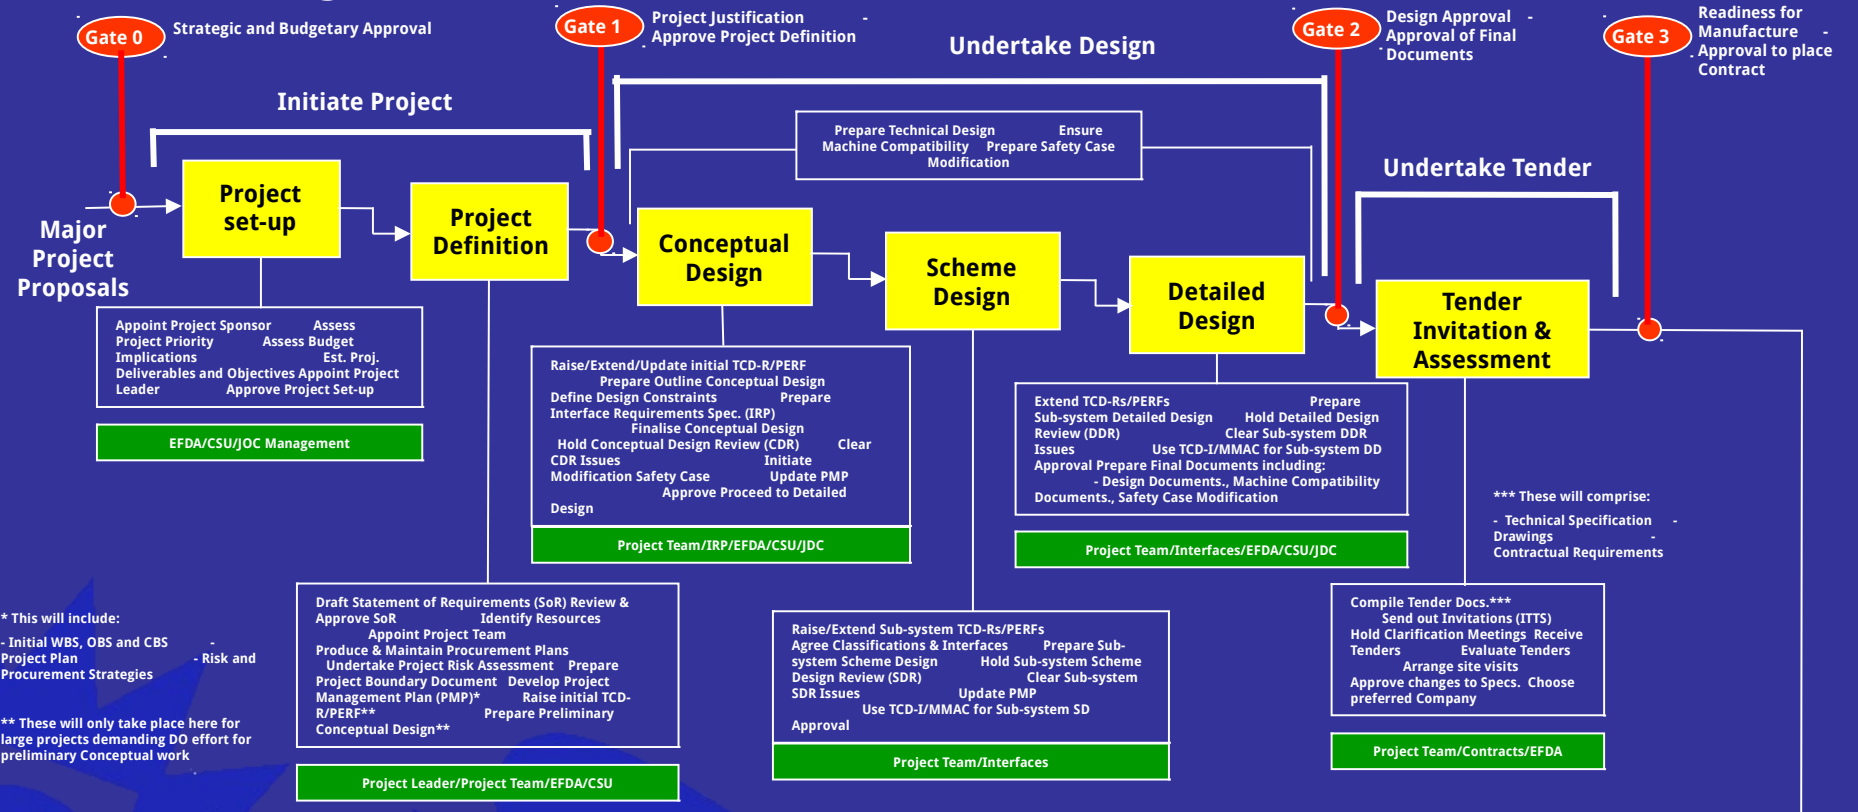 Gate 0
Strategic and Budgetary Approval
Gate 1
Project Justification -
Approve Project Definition
Undertake Design
Gate 2
Design Approval -
Approval of Final
Documents
Gate 3
Readiness for
Manufacture -
Approval to place
Contract
Initiate Project
Prepare Technical Design Ensure
Machine Compatibility Prepare Safety Case
Modification
Undertake Tender
Major
Project
Proposals
Project
set-up
Project
Definition
Conceptual
Design
Scheme
Design
Detailed
Design
Tender
Invitation &
Assessment
Appoint Project Sponsor Assess
Project Priority Assess Budget
Implications Est. Proj.
Deliverables and Objectives Appoint Project
Leader Approve Project Set-up
EFDA/CSU/JOC Management
Raise/Extend/Update initial TCD-R/PERF
Prepare Outline Conceptual Design
Define Design Constraints Prepare
Interface Requirements Spec. (IRP)
Finalise Conceptual Design
Hold Conceptual Design Review (CDR) Clear
CDR Issues Initiate
Modification Safety Case Update PMP
Approve Proceed to Detailed
Design
Project Team/IRP/EFDA/CSU/JDC
Extend TCD-Rs/PERFs Prepare
Sub-system Detailed Design Hold Detailed Design
Review (DDR) Clear Sub-system DDR
Issues Use TCD-I/MMAC for Sub-system DD
Approval Prepare Final Documents including:
- Design Documents., Machine Compatibility
Documents., Safety Case Modification
Project Team/Interfaces/EFDA/CSU/JDC
*** These will comprise:
- Technical Specification -
Drawings -
Contractual Requirements
* This will include:
- Initial WBS, OBS and CBS -
Project Plan - Risk and
Procurement Strategies
** These will only take place here for
large projects demanding DO effort for
preliminary Conceptual work
Draft Statement of Requirements (SoR) Review &
Approve SoR Identify Resources
Appoint Project Team
Produce & Maintain Procurement Plans
Undertake Project Risk Assessment Prepare
Project Boundary Document Develop Project
Management Plan (PMP)* Raise initial TCD-
R/PERF** Prepare Preliminary
Conceptual Design**
Project Leader/Project Team/EFDA/CSU
Raise/Extend Sub-system TCD-Rs/PERFs
Agree Classifications & Interfaces Prepare Sub-
system Scheme Design Hold Sub-system Scheme
Design Review (SDR) Clear Sub-system
SDR Issues Update PMP
Use TCD-I/MMAC for Sub-system SD
Approval
Project Team/Interfaces
Compile Tender Docs.***
Send out Invitations (ITTS)
Hold Clarification Meetings Receive
Tenders Evaluate Tenders
Arrange site visits
Approve changes to Specs. Choose
preferred Company
Project Team/Contracts/EFDA